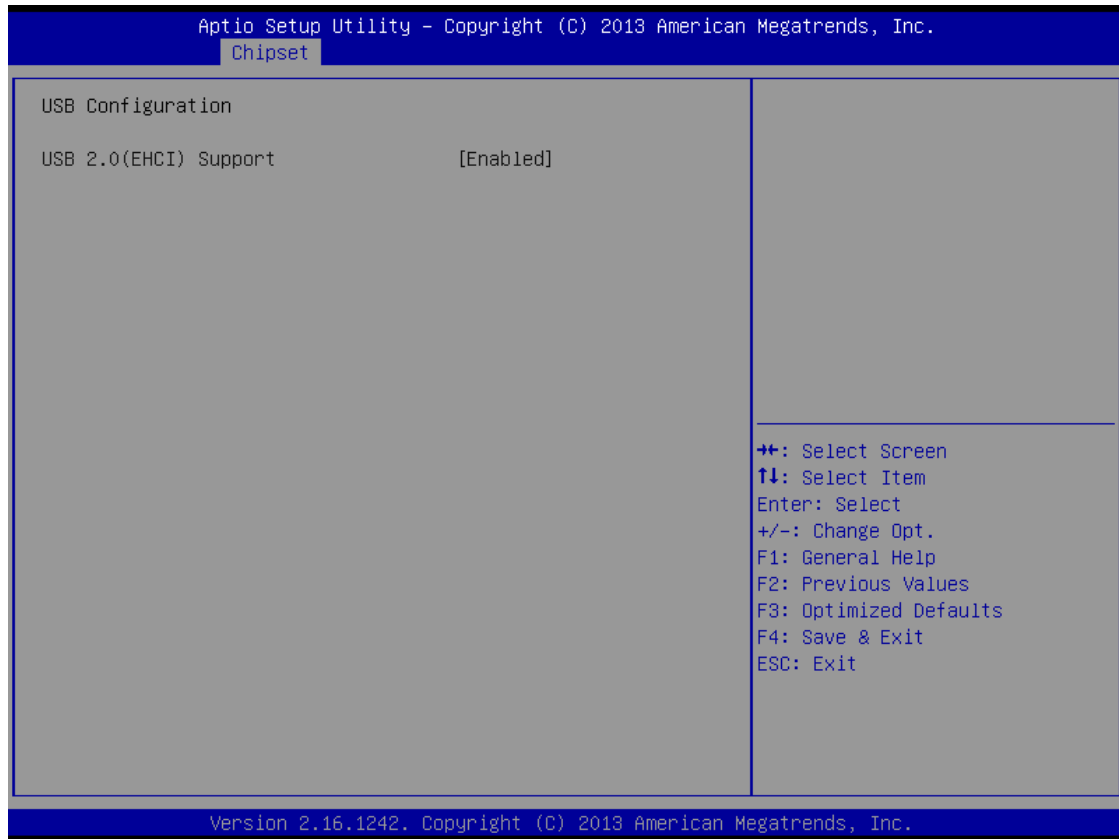 Aptio Setup Utility – Copyright (C) 2013 American Megatrends, Inc.
Chipset
USB Configuration
USB 2.0(EHCI) Support [Enabled]
→←: Select Screen
↑↓: Select Item
Enter: Select
+/-: Change Opt.
F1: General Help
F2: Previous Values
F3: Optimized Defaults
F4: Save & Exit
ESC: Exit
Version 2.16.1242. Copyright (C) 2013 American Megatrends, Inc.